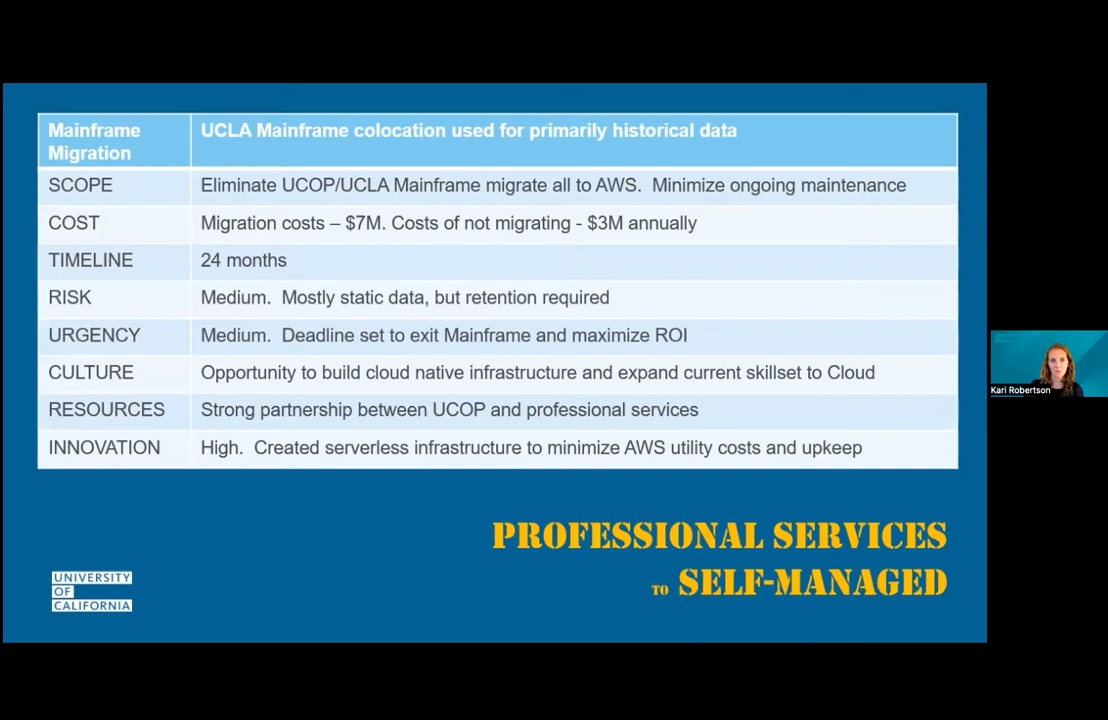 Mainframe
Migration
UCLA Mainframe colocation used for primarily historical data
SCOPE
Eliminate UCOP/UCLA Mainframe migrate all to AWS. Minimize ongoing maintenance
COST
Migration costs – $7M. Costs of not migrating - $3M annually
TIMELINE
24 months
RISK
Medium. Mostly static data, but retention required
URGENCY
Medium. Deadline set to exit Mainframe and maximize ROI
CULTURE
Opportunity to build cloud native infrastructure and expand current skillset to Cloud
RESOURCES
Strong partnership between UCOP and professional services
INNOVATION
High. Created serverless infrastructure to minimize AWS utility costs and upkeep
PROFESSIONAL SERVICES
TO SELF-MANAGED
UNIVERSITY
OF
CALIFORNIA
Kari Robertson